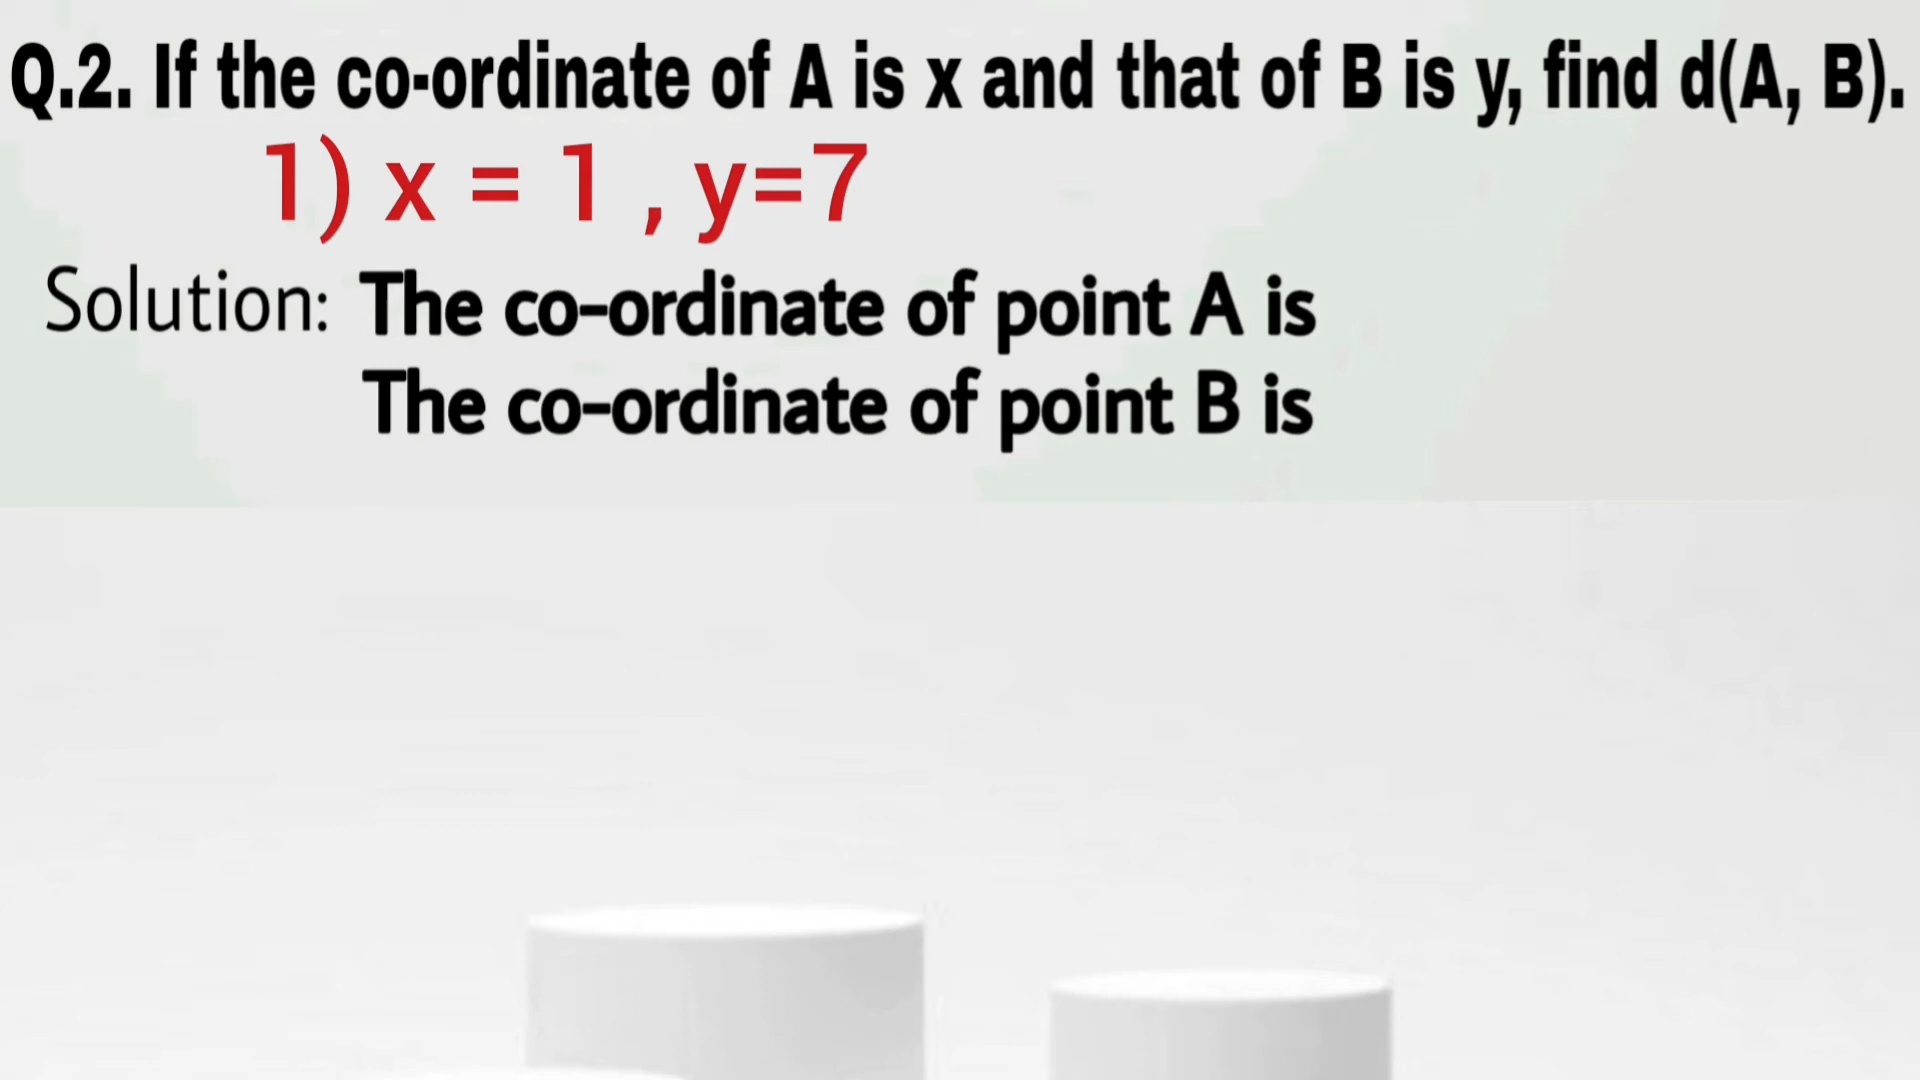 Q.2. If the co-ordinate of A is x and that of B is y, find d(A, B).
1) x = 1 , y=7
Solution: The co-ordinate of point A is
The co-ordinate of point B is